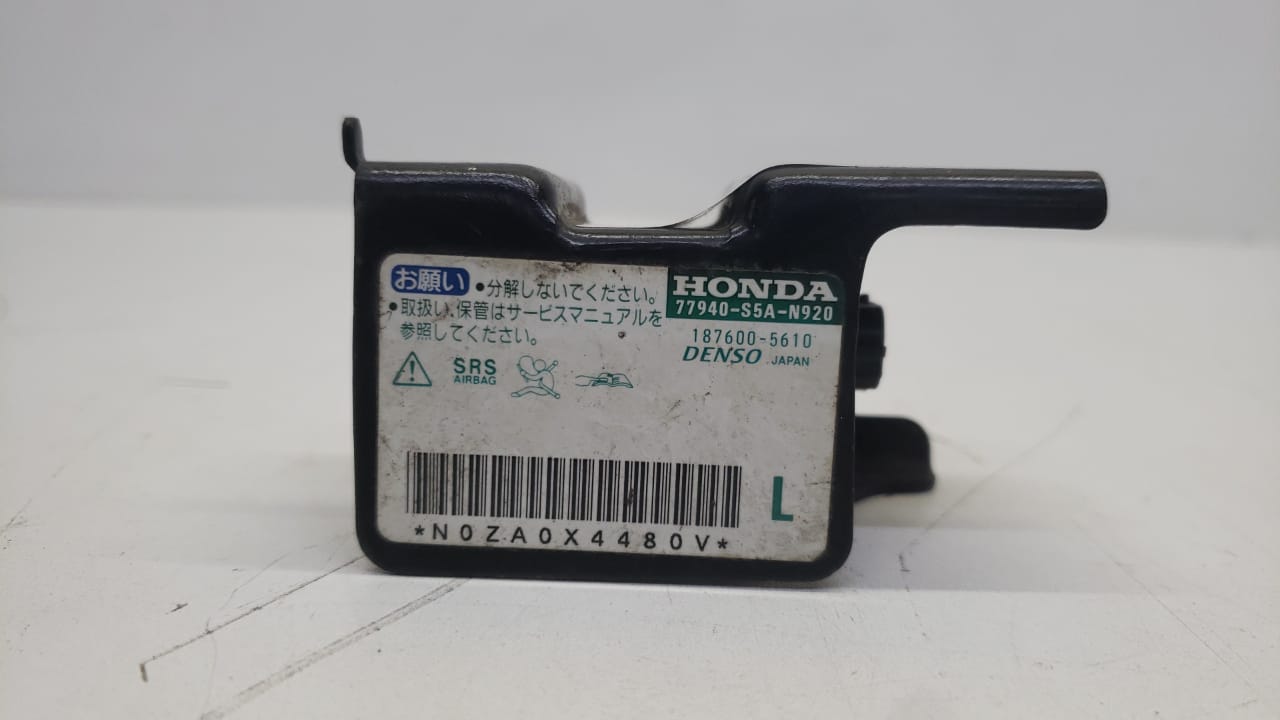 お願い •分解しないでください。
•取扱い、保管はサービスマニュアルを
参照してください。
HONDA
77940-S5A-N920
187600-5610
DENSO JAPAN
SRS
AIRBAG
L
*N0ZA0X4480V*